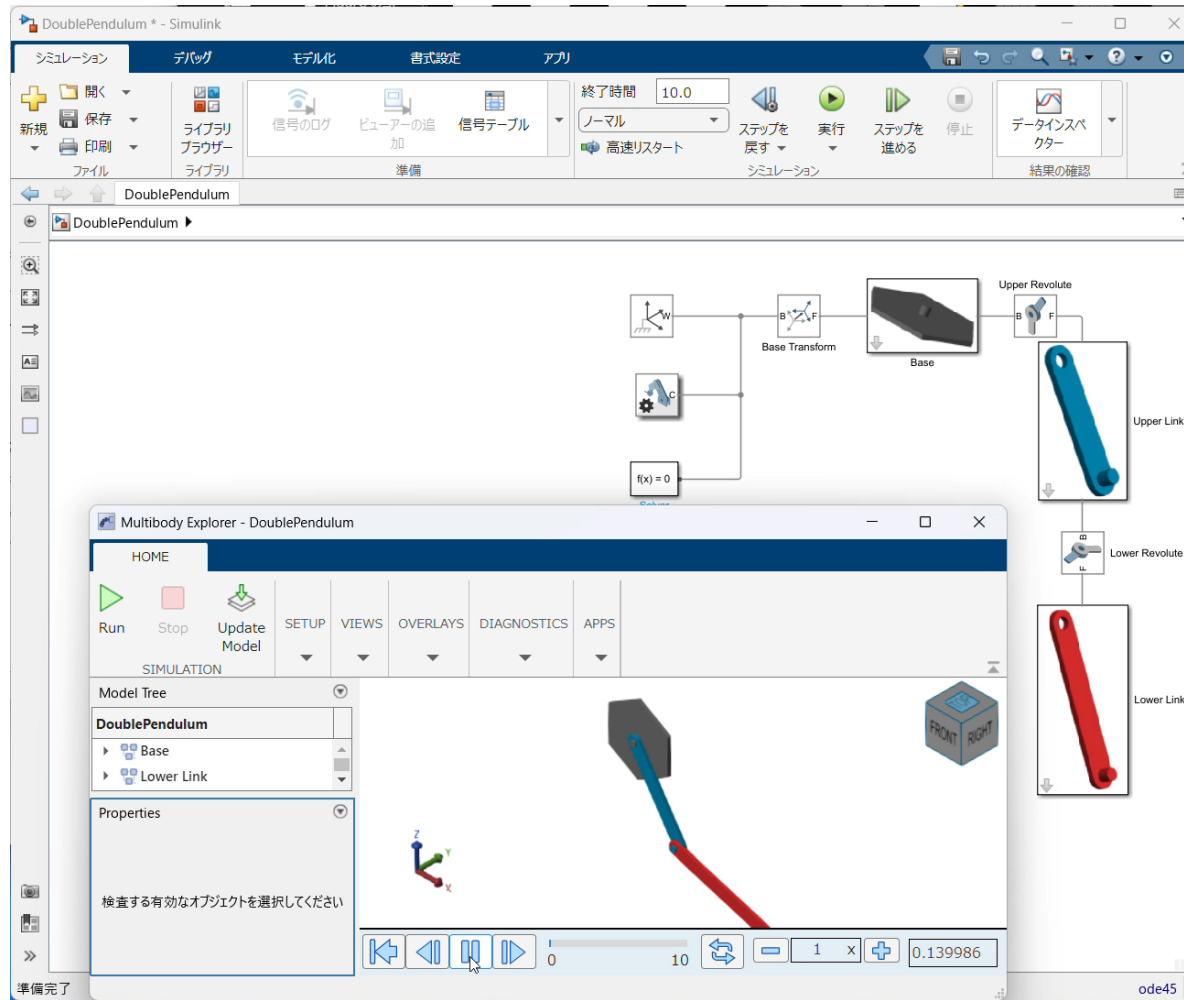 DoublePendulum * - Simulink
シミュレーション
デバッグ
モデル化
書式設定
アプリ
新規
開く
保存
印刷
ファイル
ライブラリ
ブラウザー
ライブラリ
信号のログ
ビューアーの追
加
信号テーブル
準備
終了時間 10.0
ノーマル
高速リスタート
ステップを
戻す
実行
ステップを
進める
停止
シミュレーション
データインスペ
クター
結果の確認
DoublePendulum
DoublePendulum
W
C
f(x) = 0
B F
Base Transform
Base
Upper Revolute
B F
Upper Link
B
F
Lower Revolute
Lower Link
Multibody Explorer - DoublePendulum
HOME
Run
Stop
Update
Model
SIMULATION
SETUP
VIEWS
OVERLAYS
DIAGNOSTICS
APPS
Model Tree
DoublePendulum
Base
Lower Link
Properties
検査する有効なオブジェクトを選択してください
Z
Y
X
FRONT
RIGHT
0
10
1 x
0.139986
準備完了
ode45